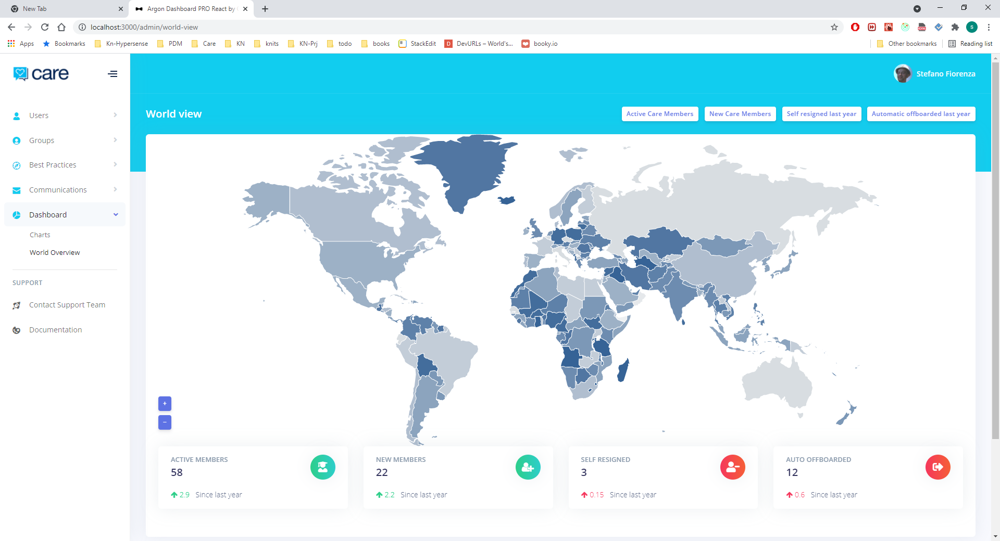 New Tab
Argon Dashboard PRO React by
localhost:3000/admin/world-view
S
Apps
Bookmarks
Kn-Hypersense
PDM
Care
KN
knits
KN-Prj
todo
books
StackEdit
D
DevURLs – World's...
booky.io
Other bookmarks
Reading list
care
Stefano Fiorenza
Users
Groups
Best Practices
Communications
Dashboard
Charts
World Overview
SUPPORT
Contact Support Team
Documentation
World view
Active Care Members
New Care Members
Self resigned last year
Automatic offboarded last year
+
−
ACTIVE MEMBERS
58
2.9 Since last year
NEW MEMBERS
22
2.2 Since last year
SELF RESIGNED
3
0.15 Since last year
AUTO OFFBOARDED
12
0.6 Since last year